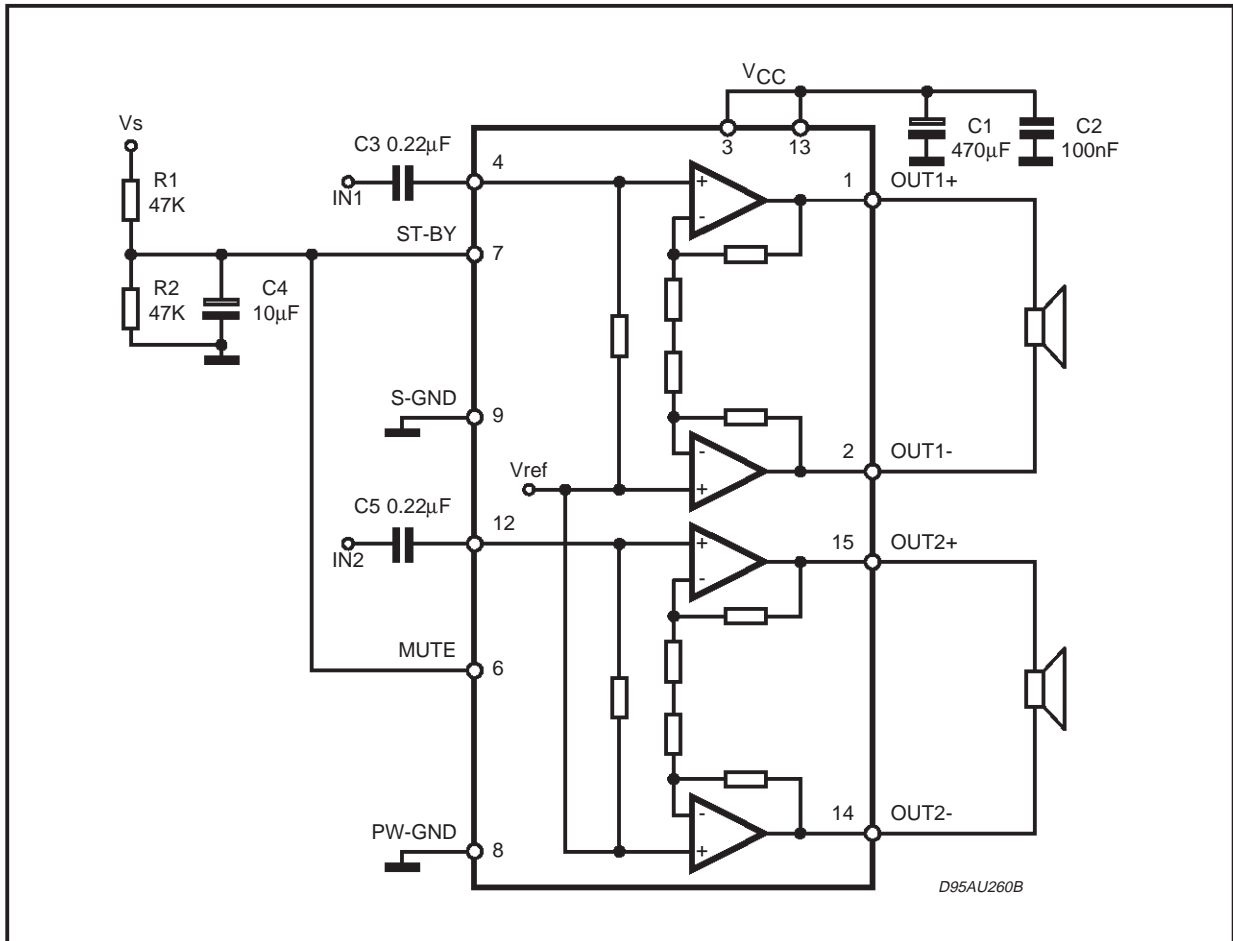 VCC
Vs
C3 0.22µF
4
3
13
C1
470µF
C2
100nF
R1
47K
IN1
+
-
1
OUT1+
ST-BY
7
R2
47K
C4
10µF
S-GND
9
-
+
2
OUT1-
Vref
C5 0.22µF
12
IN2
+
-
15
OUT2+
MUTE
6
-
+
14
OUT2-
PW-GND
8
D95AU260B